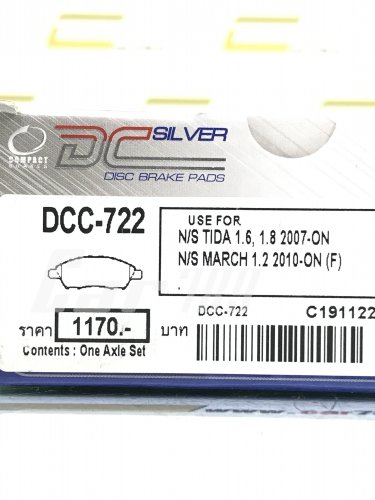 DC SILVER
COMPACT
BRAKES
DISC BRAKE PADS
DCC-722
USE FOR
N/S TIDA 1.6, 1.8 2007-ON
N/S MARCH 1.2 2010-ON (F)
ราคา 1170.- บาท
DCC-722 C191122
Contents : One Axle Set